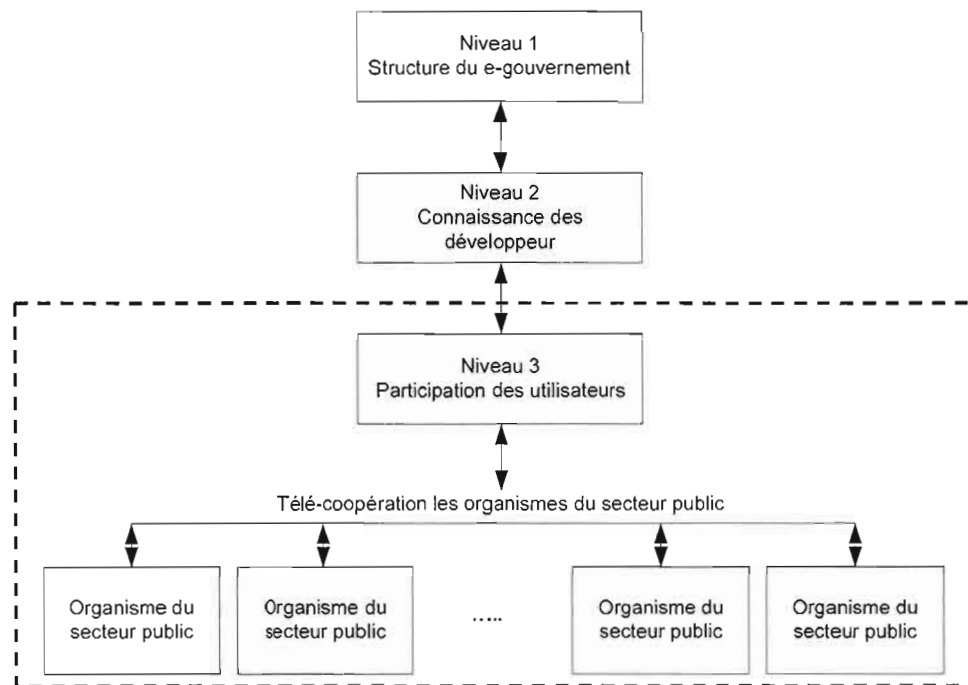 Niveau 1
Structure du e-gouvernement
Niveau 2
Connaissance des
développeur
Niveau 3
Participation des utilisateurs
Télé-coopération les organismes du secteur public
Organisme du
secteur public
Organisme du
secteur public
.....
Organisme du
secteur public
Organisme du
secteur public